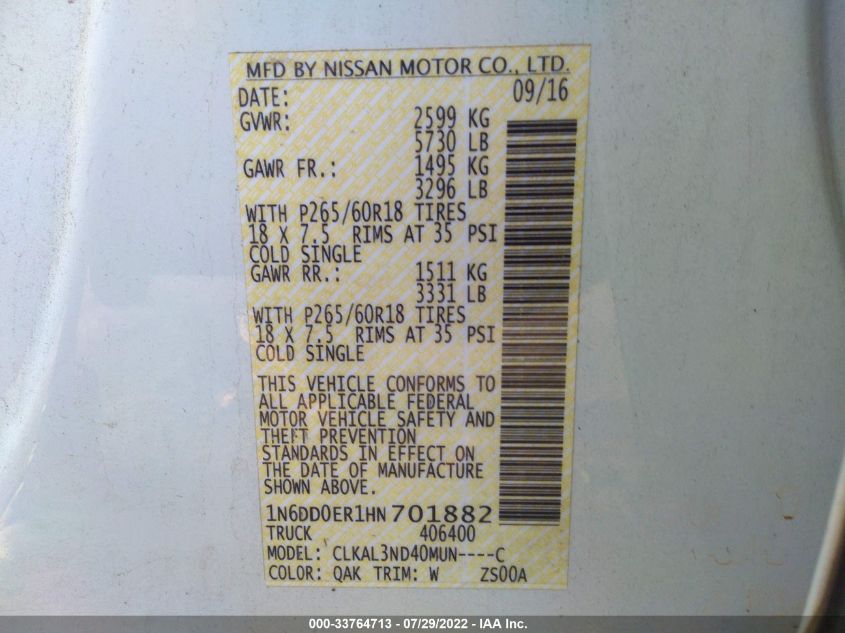 MFD BY NISSAN MOTOR CO., LTD.
DATE: 09/16
GVWR: 2599 KG
5730 LB
GAWR FR.: 1495 KG
3296 LB
WITH P265/60R18 TIRES
18 X 7.5 RIMS AT 35 PSI
COLD SINGLE
GAWR RR.: 1511 KG
3331 LB
WITH P265/60R18 TIRES
18 X 7.5 RIMS AT 35 PSI
COLD SINGLE
THIS VEHICLE CONFORMS TO
ALL APPLICABLE FEDERAL
MOTOR VEHICLE SAFETY AND
THEFT PREVENTION
STANDARDS IN EFFECT ON
THE DATE OF MANUFACTURE
SHOWN ABOVE.
1N6DD0ER1HN701882
TRUCK 406400
MODEL: CLKAL3ND40MUN----C
COLOR: QAK TRIM: W ZS00A
000-33764713 - 07/29/2022 - IAA Inc.